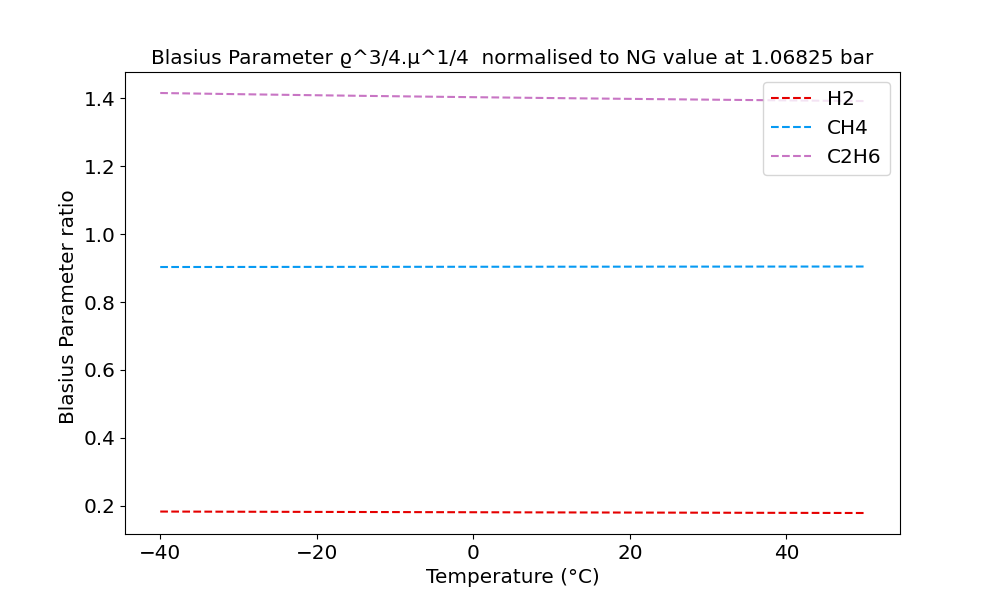 Blasius Parameter ϱ^3/4.μ^1/4  normalised to NG value at 1.06825 bar
H2
CH4
C2H6
1.4
1.2
1.0
0.8
0.6
0.4
0.2
Blasius Parameter ratio
−40
−20
0
20
40
Temperature (°C)